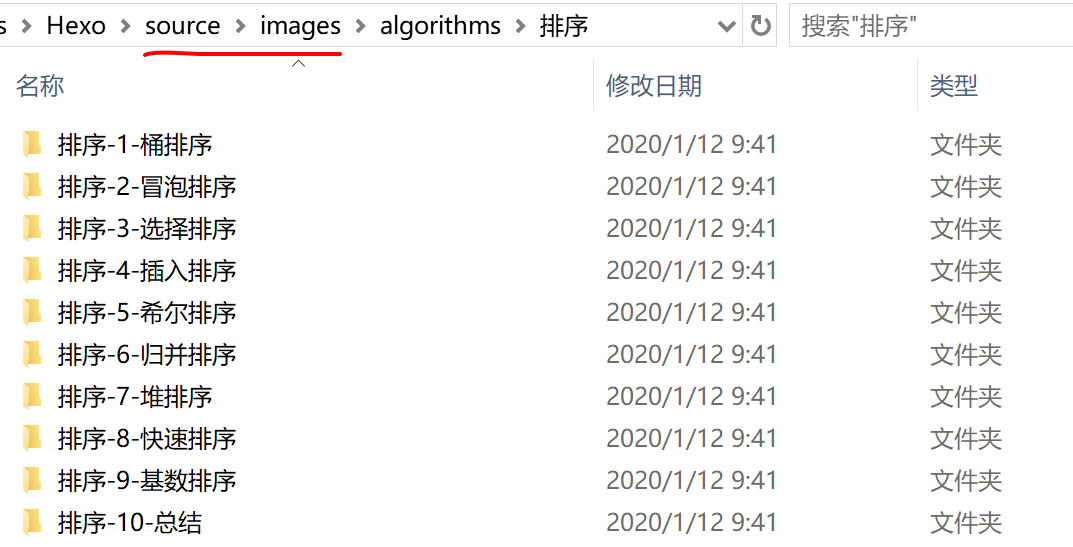 s > Hexo > source > images > algorithms > 排序 搜索"排序"
名称 修改日期 类型
排序-1-桶排序 2020/1/12 9:41 文件夹
排序-2-冒泡排序 2020/1/12 9:41 文件夹
排序-3-选择排序 2020/1/12 9:41 文件夹
排序-4-插入排序 2020/1/12 9:41 文件夹
排序-5-希尔排序 2020/1/12 9:41 文件夹
排序-6-归并排序 2020/1/12 9:41 文件夹
排序-7-堆排序 2020/1/12 9:41 文件夹
排序-8-快速排序 2020/1/12 9:41 文件夹
排序-9-基数排序 2020/1/12 9:41 文件夹
排序-10-总结 2020/1/12 9:41 文件夹